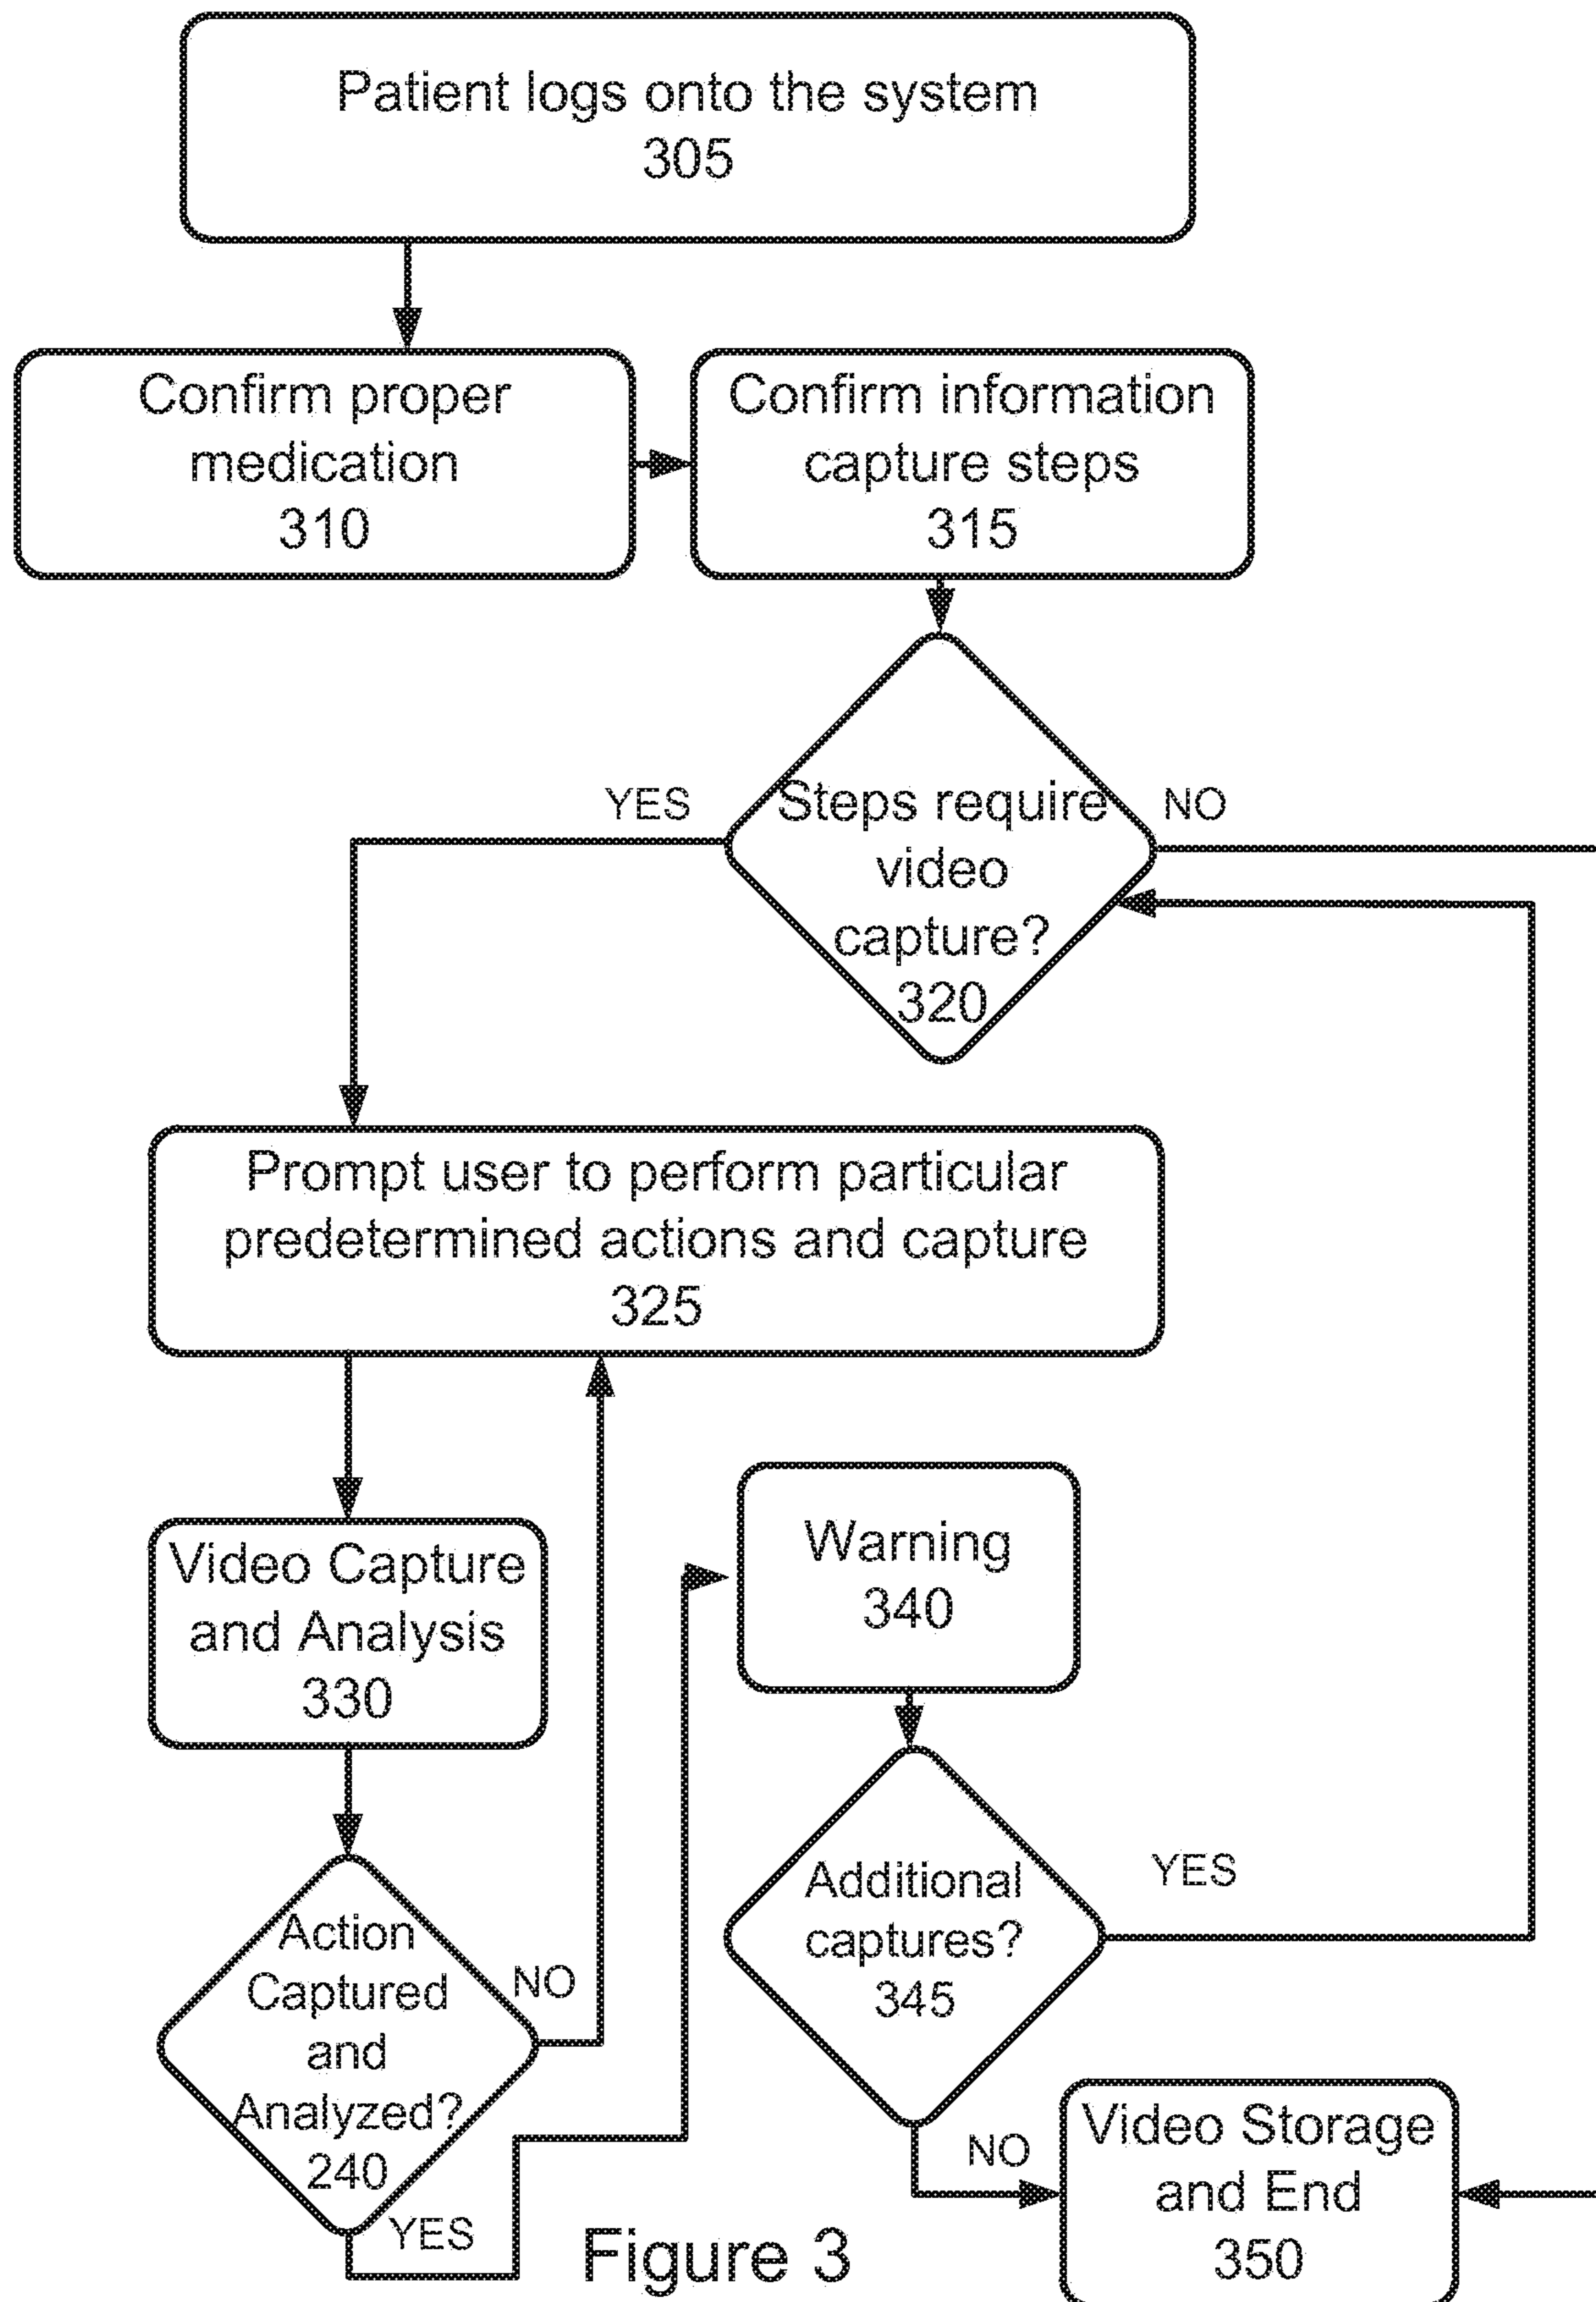 Patient logs onto the system
305
Confirm proper
medication
310
Confirm information
capture steps
315
Steps require
video
capture?
320
YES
NO
Prompt user to perform particular
predetermined actions and capture
325
Video Capture
and Analysis
330
Warning
340
Action
Captured
and
Analyzed?
240
NO
YES
Additional
captures?
345
YES
NO
Video Storage
and End
350
Figure 3